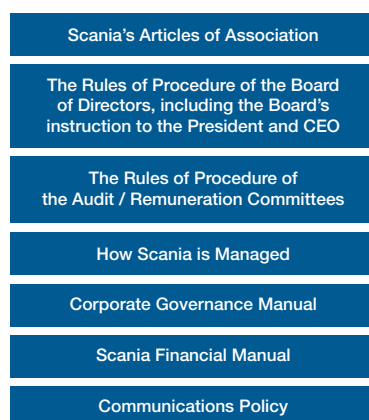 Scania's Articles of Association
The Rules of Procedure of the Board
of Directors, including the Board's
instruction to the President and CEO
The Rules of Procedure of
the Audit / Remuneration Committees
How Scania is Managed
Corporate Governance Manual
Scania Financial Manual
Communications Policy